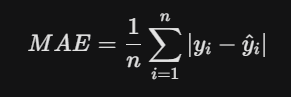 MAE = \frac{1}{n} \sum_{i=1}^{n} |y_i - \hat{y}_i|